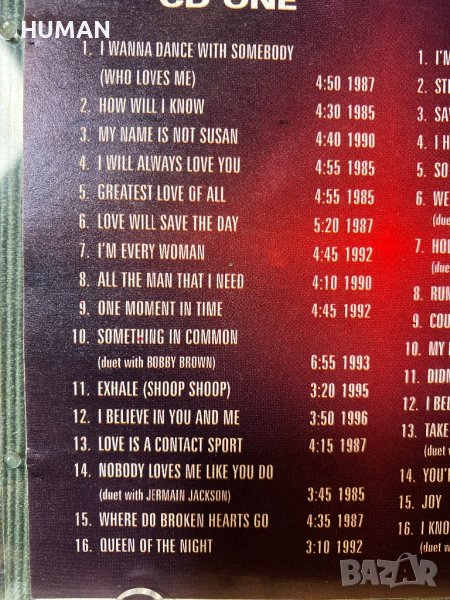 HUMAN
CD ONE
1. I WANNA DANCE WITH SOMEBODY
(WHO LOVES ME) 4:50 1987
2. HOW WILL I KNOW 4:30 1985
3. MY NAME IS NOT SUSAN 4:40 1990
4. I WILL ALWAYS LOVE YOU 4:55 1985
5. GREATEST LOVE OF ALL 4:55 1985
6. LOVE WILL SAVE THE DAY 5:20 1987
7. I'M EVERY WOMAN 4:45 1992
8. ALL THE MAN THAT I NEED 4:10 1990
9. ONE MOMENT IN TIME 4:45 1992
10. SOMETHING IN COMMON
(duet with BOBBY BROWN) 6:55 1993
11. EXHALE (SHOOP SHOOP) 3:20 1995
12. I BELIEVE IN YOU AND ME 3:50 1996
13. LOVE IS A CONTACT SPORT 4:15 1987
14. NOBODY LOVES ME LIKE YOU DO
(duet with JERMAIN JACKSON) 3:45 1985
15. WHERE DO BROKEN HEARTS GO 4:35 1987
16. QUEEN OF THE NIGHT 3:10 1992
1. I'M
2. STI
3. SA
4. I H
5. SO
6. WE
(due
7. HO
(due
8. RUN
9. COU
10. MY
11. DIDN
12. I BEL
13. TAKE
14. YOU'
15. JOY
16. I KNO
(duet w
BAZAR